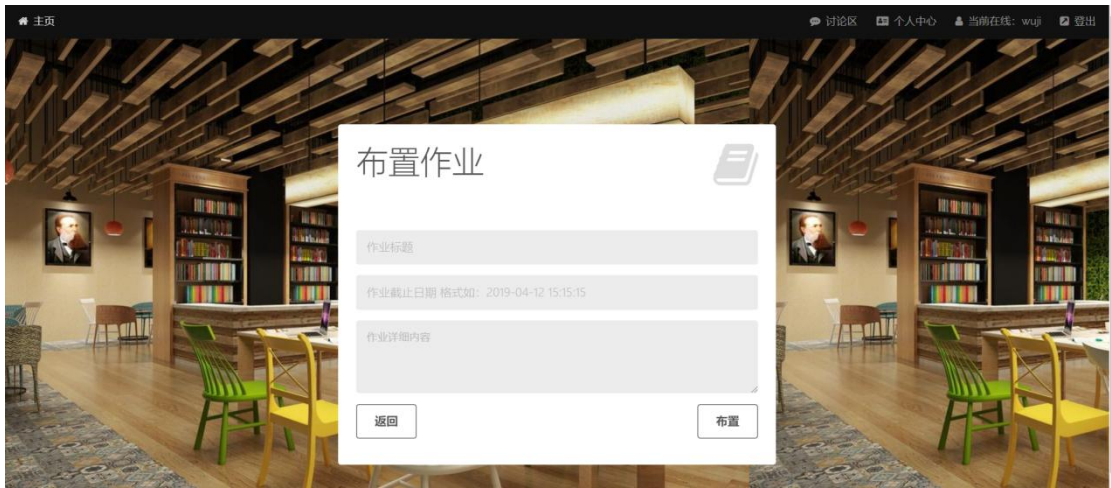 主页
讨论区 个人中心 当前在线：wuji 登出
布置作业
作业标题
作业截止日期 格式如：2019-04-12 15:15:15
作业详细内容
返回 布置